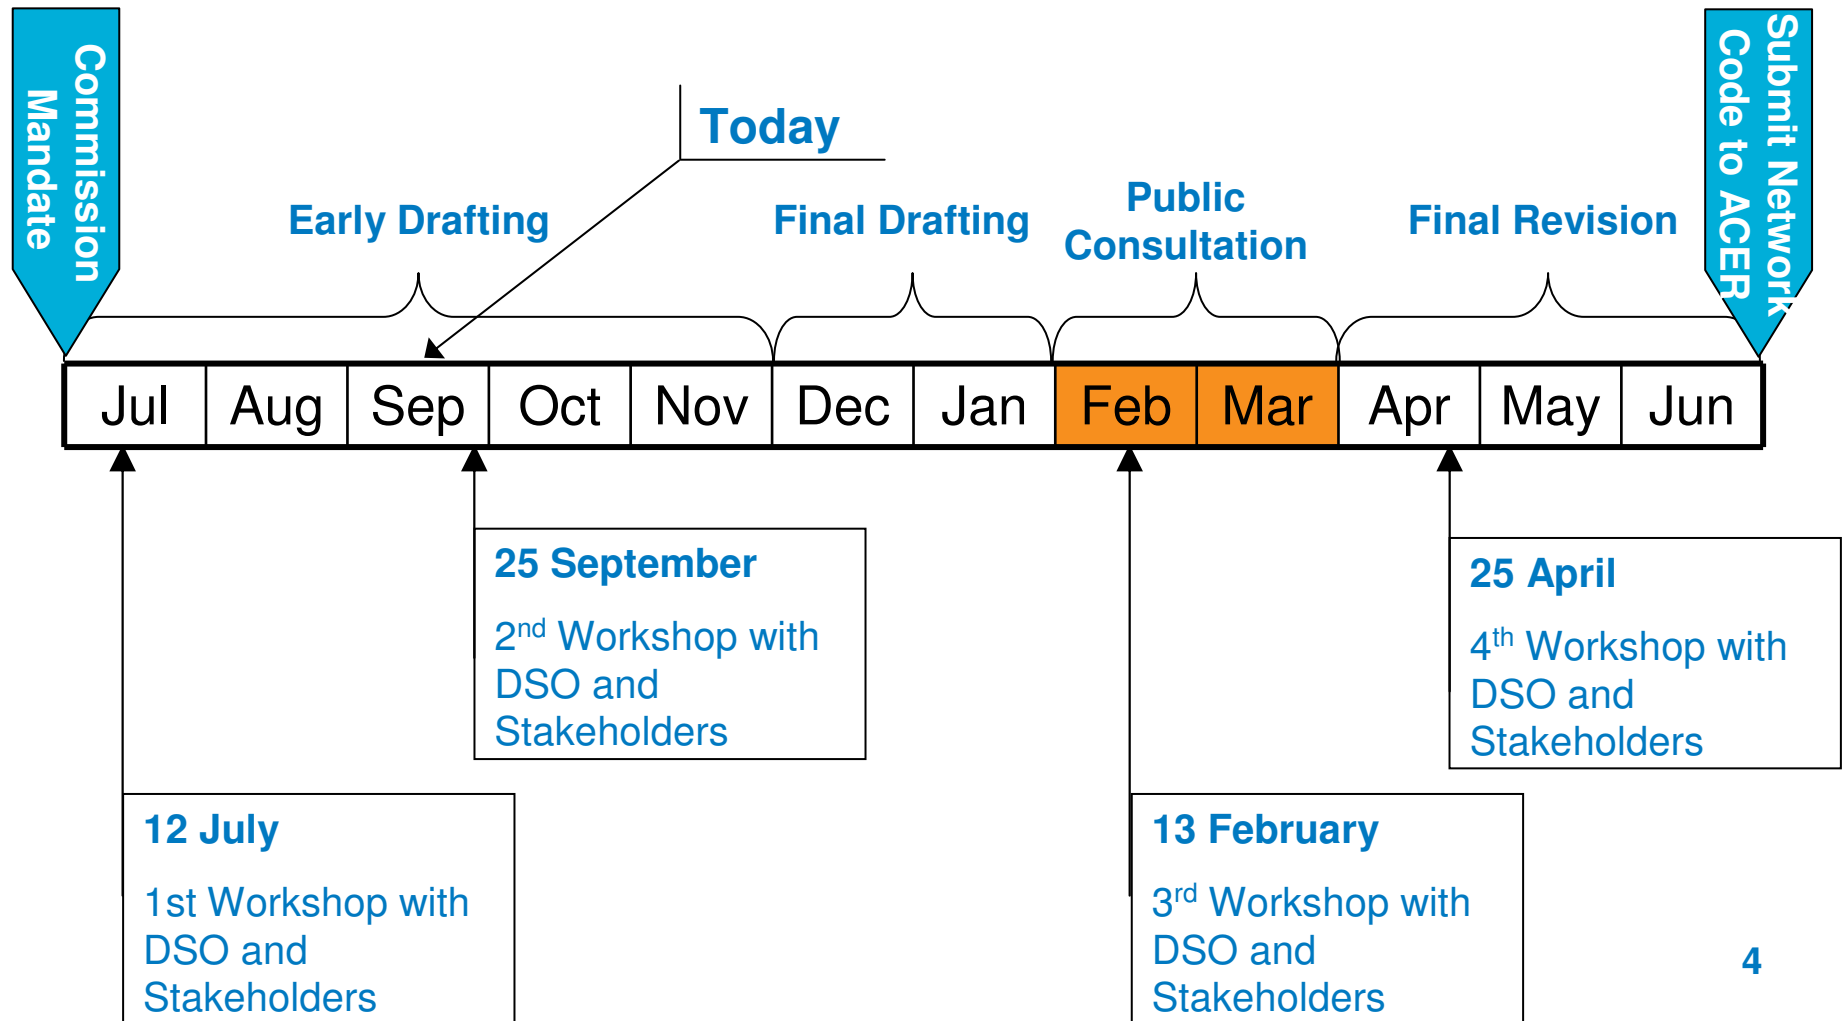 Commission
Mandate
Submit Network
Code to ACER
Today
Early Drafting
Final Drafting
Public
Consultation
Final Revision
Jul Aug Sep Oct Nov Dec Jan Feb Mar Apr May Jun
25 September
2nd Workshop with
DSO and
Stakeholders
25 April
4th Workshop with
DSO and
Stakeholders
12 July
1st Workshop with
DSO and
Stakeholders
13 February
3rd Workshop with
DSO and
Stakeholders
4